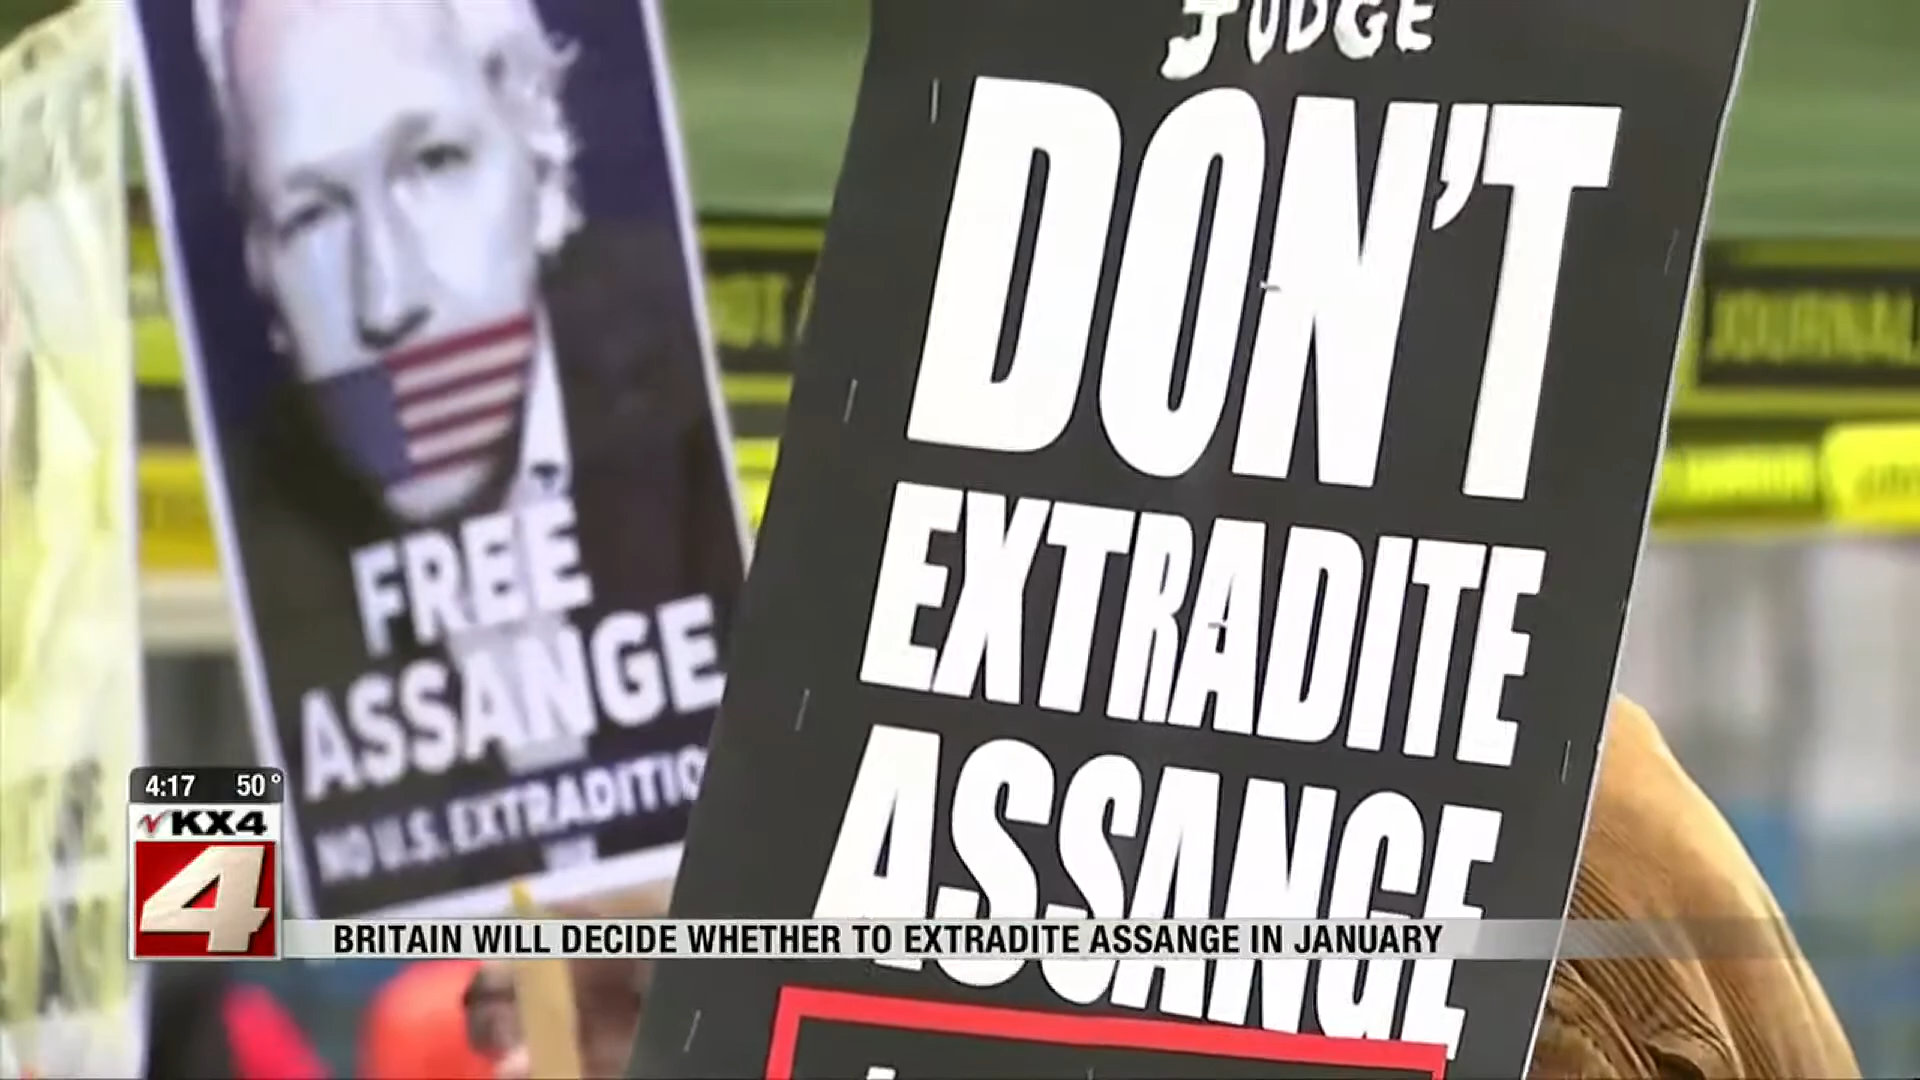 JUDGE
DON'T
EXTRADITE
ASSANGE
FREE
ASSANGE
NO U.S. EXTRADITIO
JOURNAL
4:17 50°
KX4
4
BRITAIN WILL DECIDE WHETHER TO EXTRADITE ASSANGE IN JANUARY